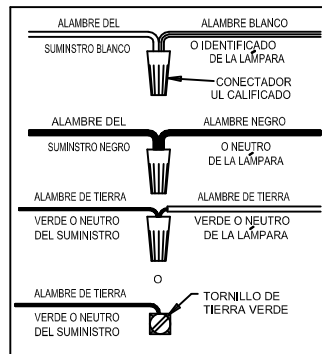 ALAMBRE DEL
SUMINSTRO BLANCO
ALAMBRE BLANCO
O IDENTIFICADO
DE LA LÁMPARA
CONECTADOR
UL CALIFICADO
ALAMBRE DEL
SUMINSTRO NEGRO
ALAMBRE NEGRO
O NEUTRO
DE LA LÁMPARA
ALAMBRE DE TIERRA
VERDE O NEUTRO
DEL SUMINISTRO
ALAMBRE DE TIERRA
VERDE O NEUTRO
DE LA LÁMPARA
O
ALAMBRE DE TIERRA
VERDE O NEUTRO
DEL SUMINISTRO
TORNILLO DE
TIERRA VERDE